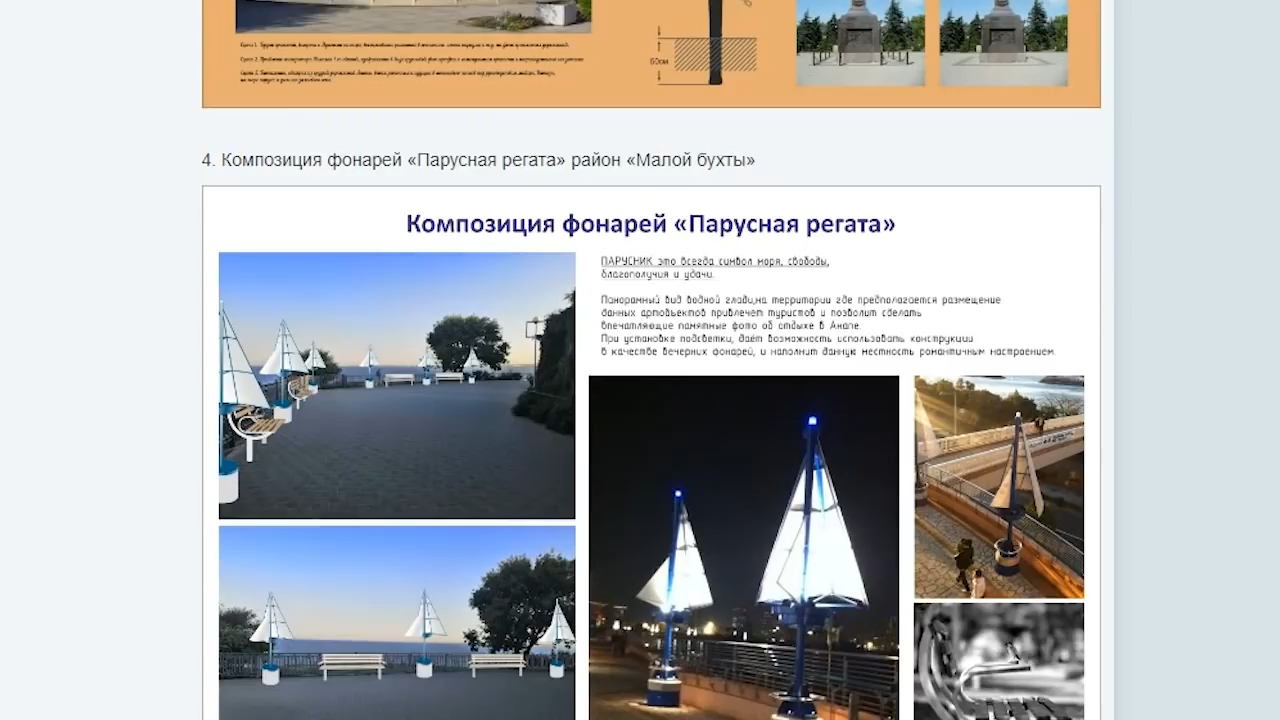 60см
4. Композиция фонарей «Парусная регата» район «Малой бухты»
Композиция фонарей «Парусная регата»
ПАРУСНИК это всегда символ моря, свободы,
благополучия и удачи.
Панорамный вид водной глади,на территории где предполагается размещение
данных артобъектов привлечет туристов и позволит сделать
впечатляющие памятные фото об отдыхе в Анапе.
При установке подсветки, даёт возможность использовать конструкции
в качестве вечерних фонарей, и наполнит данную местность романтичным настроением.